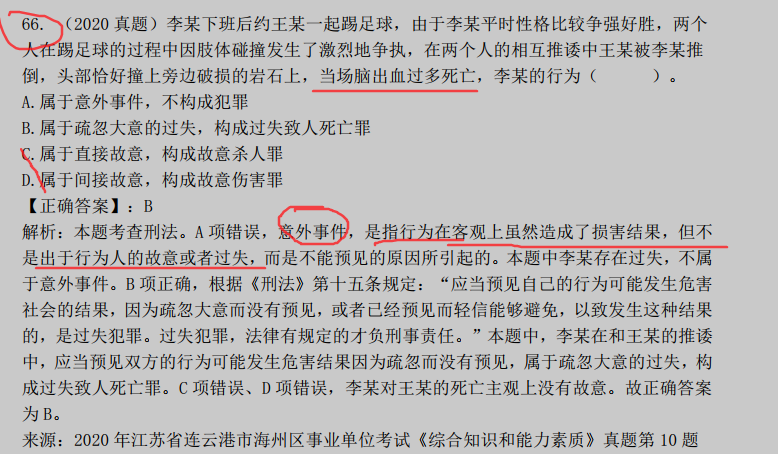 66. （2020 真题）李某下班后约王某一起踢足球，由于李某平时性格比较争强好胜，两个
人在踢足球的过程中因肢体碰撞发生了激烈地争执，在两个人的相互推诿中王某被李某推
倒，头部恰好撞上旁边破损的岩石上，当场脑出血过多死亡，李某的行为（　　　）。
A.属于意外事件，不构成犯罪
B.属于疏忽大意的过失，构成过失致人死亡罪
C.属于直接故意，构成故意杀人罪
D.属于间接故意，构成故意伤害罪
【正确答案】：B
解析：本题考查刑法。A 项错误，意外事件，是指行为在客观上虽然造成了损害结果，但不
是出于行为人的故意或者过失，而是不能预见的原因所引起的。本题中李某存在过失，不属
于意外事件。B 项正确，根据《刑法》第十五条规定：“应当预见自己的行为可能发生危害
社会的结果，因为疏忽大意而没有预见，或者已经预见而轻信能够避免，以致发生这种结果
的，是过失犯罪。过失犯罪，法律有规定的才负刑事责任。”本题中，李某在和王某的推诿
中，应当预见双方的行为可能发生危害结果因为疏忽而没有预见，属于疏忽大意的过失，构
成过失致人死亡罪。C 项错误、D 项错误，李某对王某的死亡主观上没有故意。故正确答案
为 B。
来源：2020 年江苏省连云港市海州区事业单位考试《综合知识和能力素质》真题第 10 题